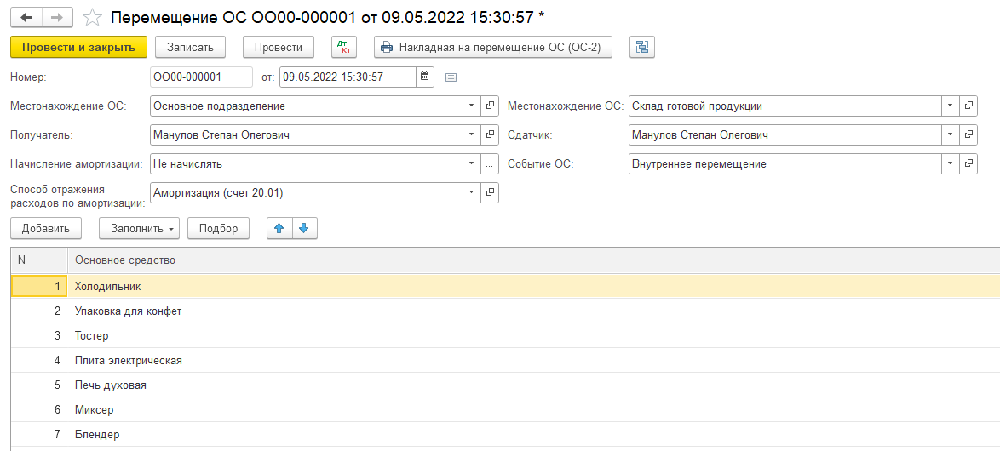 Перемещение ОС ОО00-000001 от 09.05.2022 15:30:57 *
Провести и закрыть Записать Провести Дт Кт Накладная на перемещение ОС (ОС-2)
Номер: ОО00-000001 от: 09.05.2022 15:30:57
Местонахождение ОС: Основное подразделение Местонахождение ОС: Склад готовой продукции
Получатель: Манулов Степан Олегович Сдатчик: Манулов Степан Олегович
Начисление амортизации: Не начислять ... Событие ОС: Внутреннее перемещение
Способ отражения
расходов по амортизации: Амортизация (счет 20.01)
Добавить Заполнить Подбор
N Основное средство
1 Холодильник
2 Упаковка для конфет
3 Тостер
4 Плита электрическая
5 Печь духовая
6 Миксер
7 Блендер